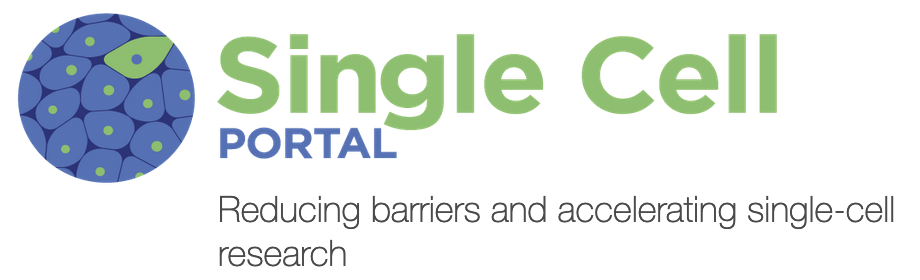 Single Cell
PORTAL
Reducing barriers and accelerating single-cell
research